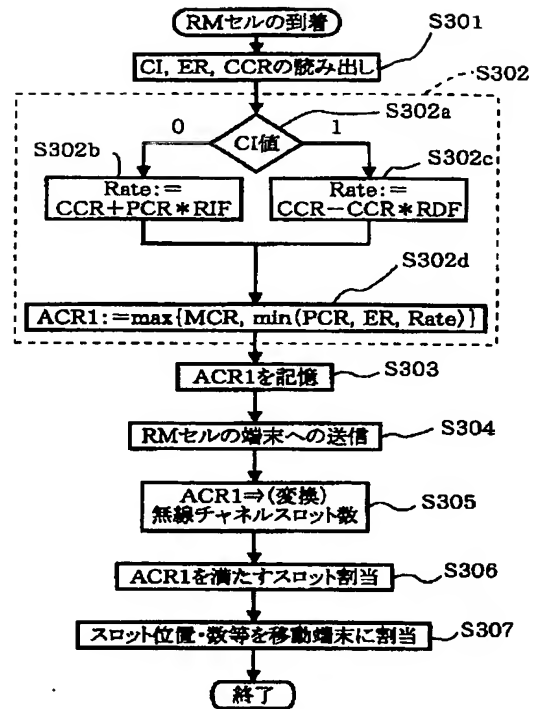 RMセルの到着
S301
CI, ER, CCRの読み出し
S302
S302a
0
CI値
1
S302b
S302c
Rate:=
CCR+PCR*RIF
Rate:=
CCR−CCR*RDF
S302d
ACR1:=max{MCR, min(PCR, ER, Rate)}
ACR1を記憶
S303
RMセルの端末への送信
S304
ACR1⇒(変換)
無線チャネルスロット数
S305
ACR1を満たすスロット割当
S306
スロット位置・数等を移動端末に割当
S307
終了